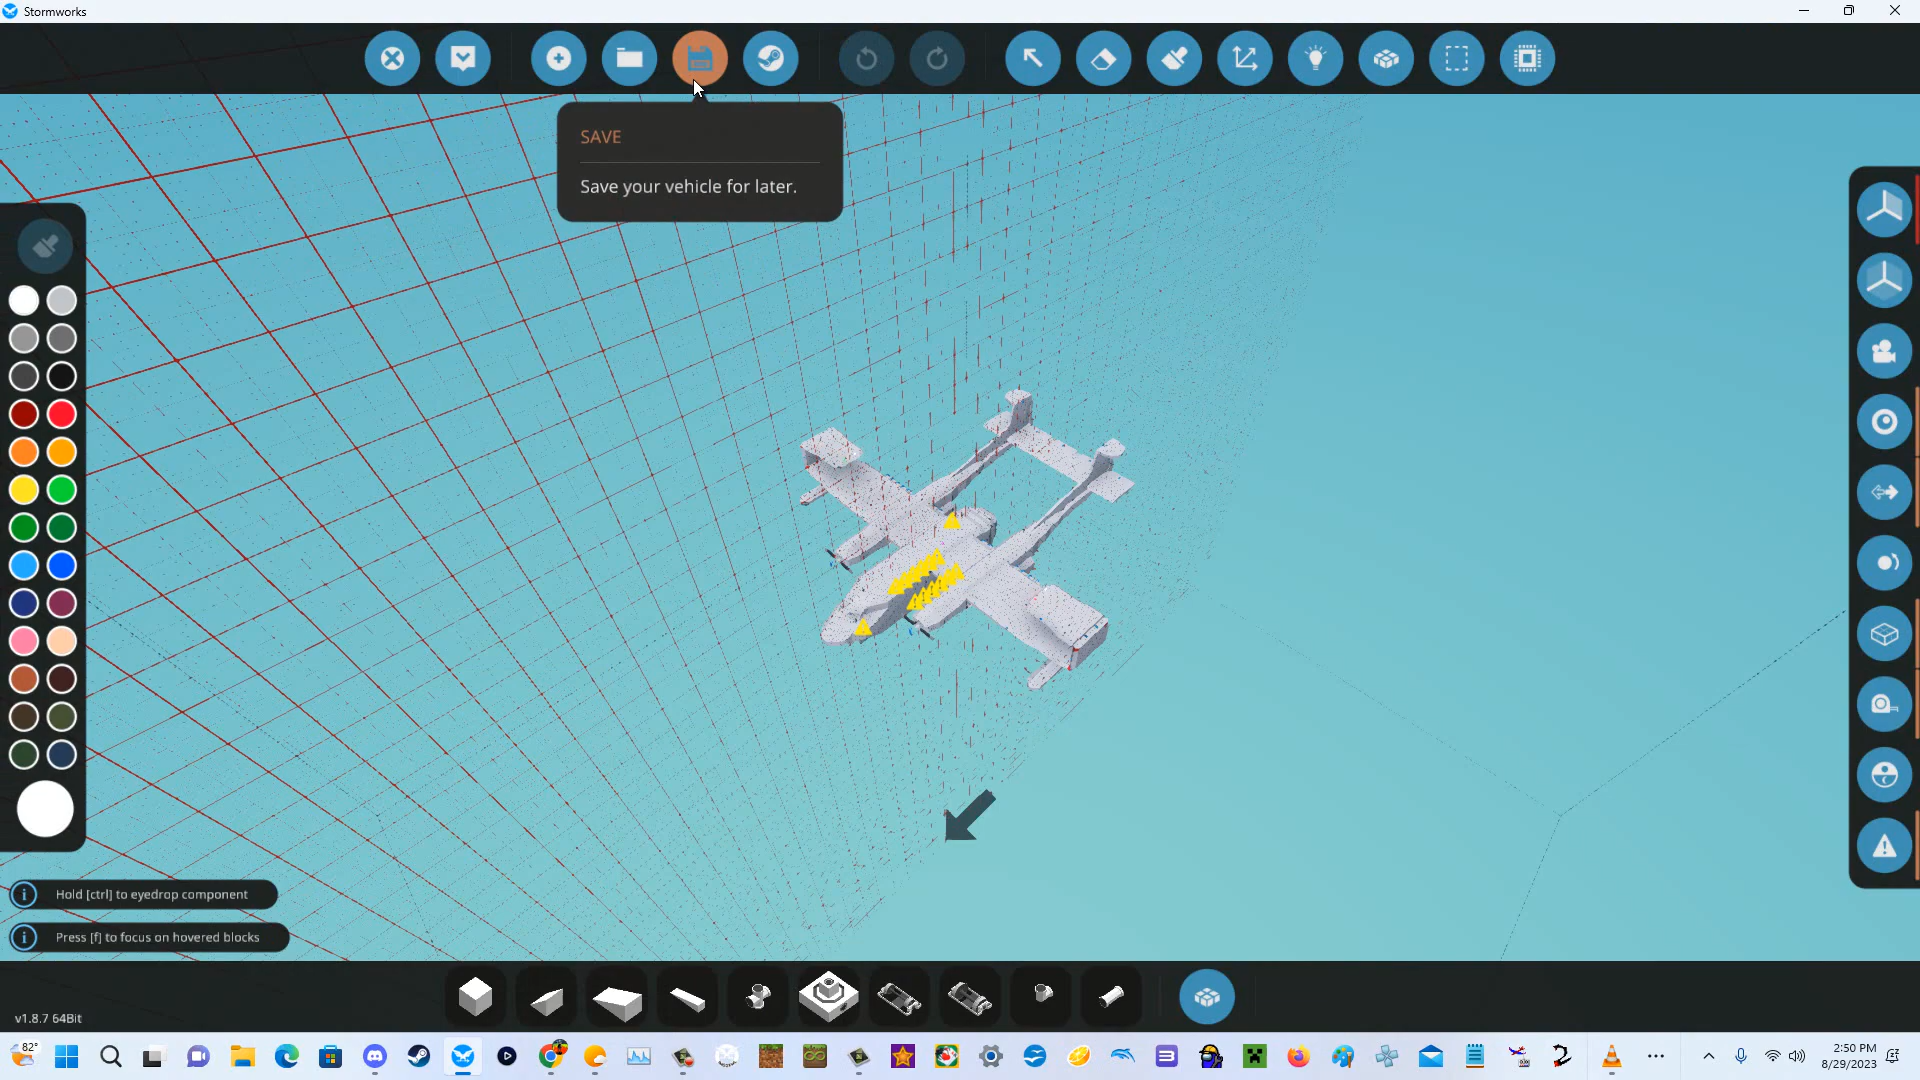 Stormworks
SAVE
Save your vehicle for later.
Hold [ctrl] to eyedrop component
Press [f] to focus on hovered blocks
v1.8.7 64Bit
82°
2:50 PM
8/29/2023